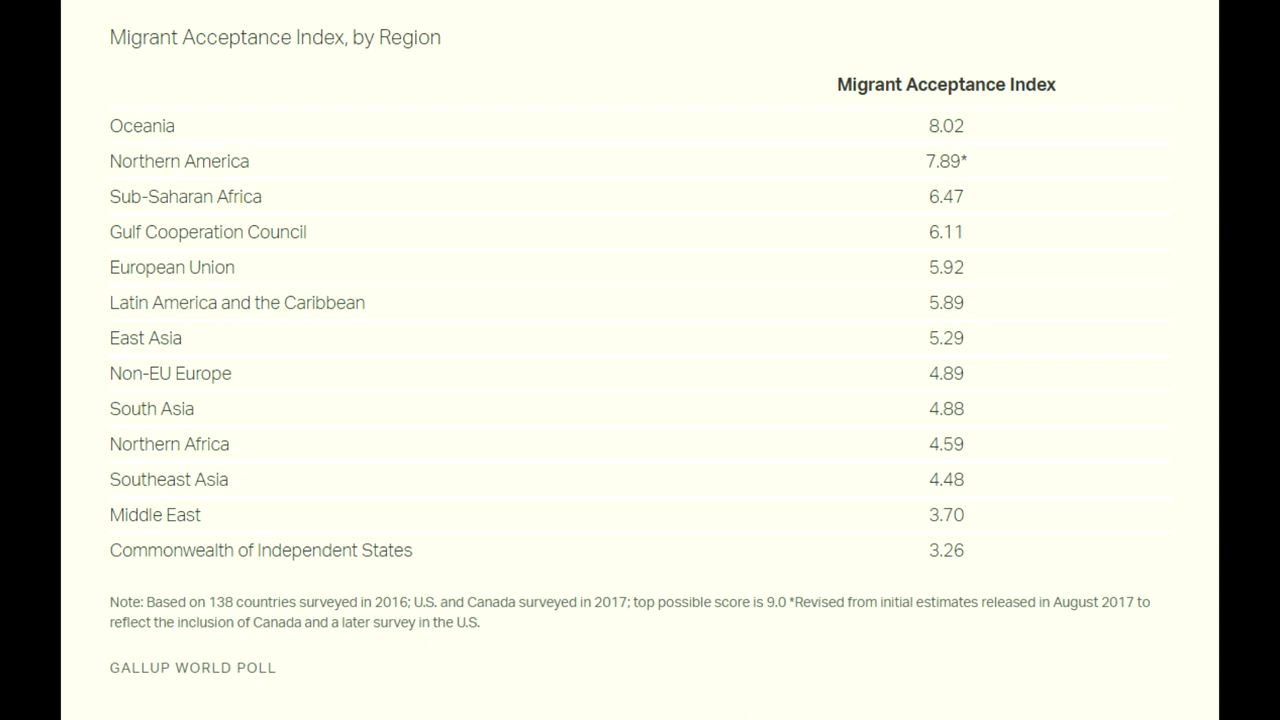 Migrant Acceptance Index, by Region
Migrant Acceptance Index
Oceania 8.02
Northern America 7.89*
Sub-Saharan Africa 6.47
Gulf Cooperation Council 6.11
European Union 5.92
Latin America and the Caribbean 5.89
East Asia 5.29
Non-EU Europe 4.89
South Asia 4.88
Northern Africa 4.59
Southeast Asia 4.48
Middle East 3.70
Commonwealth of Independent States 3.26
Note: Based on 138 countries surveyed in 2016; U.S. and Canada surveyed in 2017; top possible score is 9.0 *Revised from initial estimates released in August 2017 to
reflect the inclusion of Canada and a later survey in the U.S.
GALLUP WORLD POLL